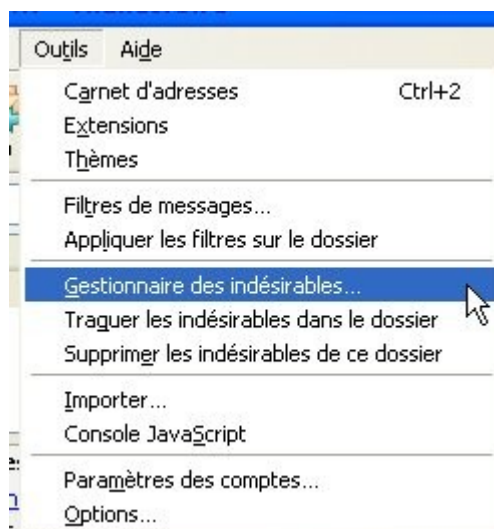 Outils Aide
Carnet d'adresses Ctrl+2
Extensions
Thèmes
Filtres de messages...
Appliquer les filtres sur le dossier
Gestionnaire des indésirables...
Traguer les indésirables dans le dossier
Supprimer les indésirables de ce dossier
Importer...
Console JavaScript
Paramètres des comptes...
Options...